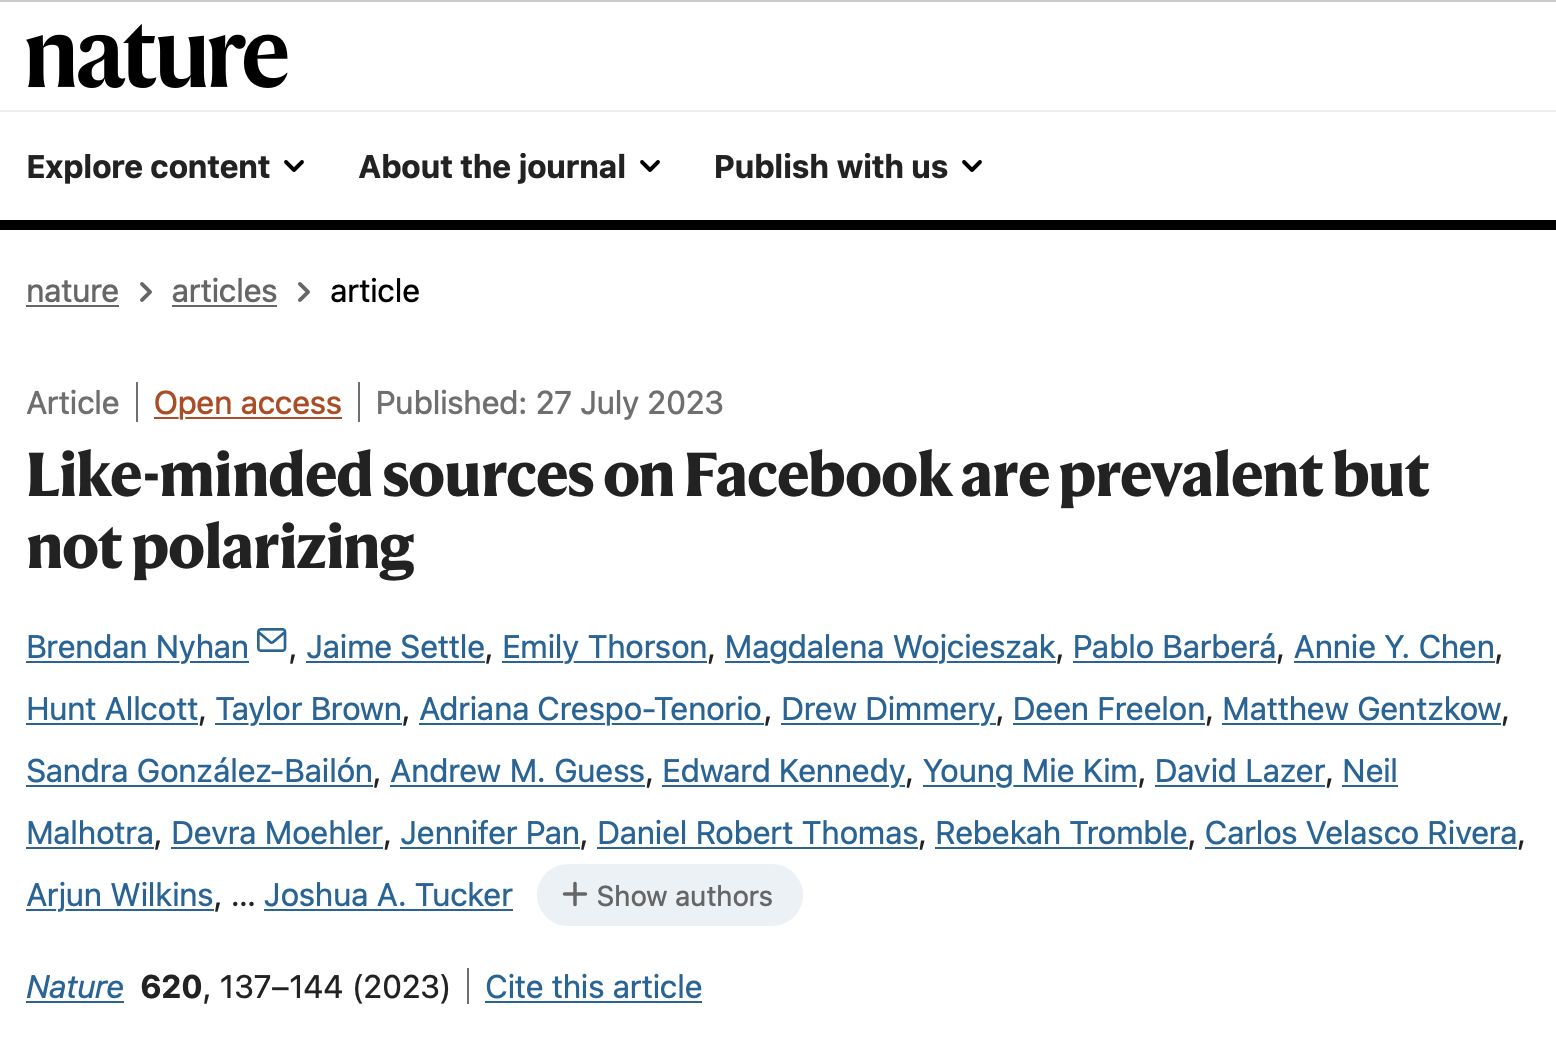 nature
Explore content About the journal Publish with us
nature > articles > article
Article | Open access | Published: 27 July 2023
Like-minded sources on Facebook are prevalent but
not polarizing
Brendan Nyhan, Jaime Settle, Emily Thorson, Magdalena Wojcieszak, Pablo Barberá, Annie Y. Chen,
Hunt Allcott, Taylor Brown, Adriana Crespo-Tenorio, Drew Dimmery, Deen Freelon, Matthew Gentzkow,
Sandra González-Bailón, Andrew M. Guess, Edward Kennedy, Young Mie Kim, David Lazer, Neil
Malhotra, Devra Moehler, Jennifer Pan, Daniel Robert Thomas, Rebekah Tromble, Carlos Velasco Rivera,
Arjun Wilkins, ... Joshua A. Tucker + Show authors
Nature 620, 137–144 (2023) | Cite this article